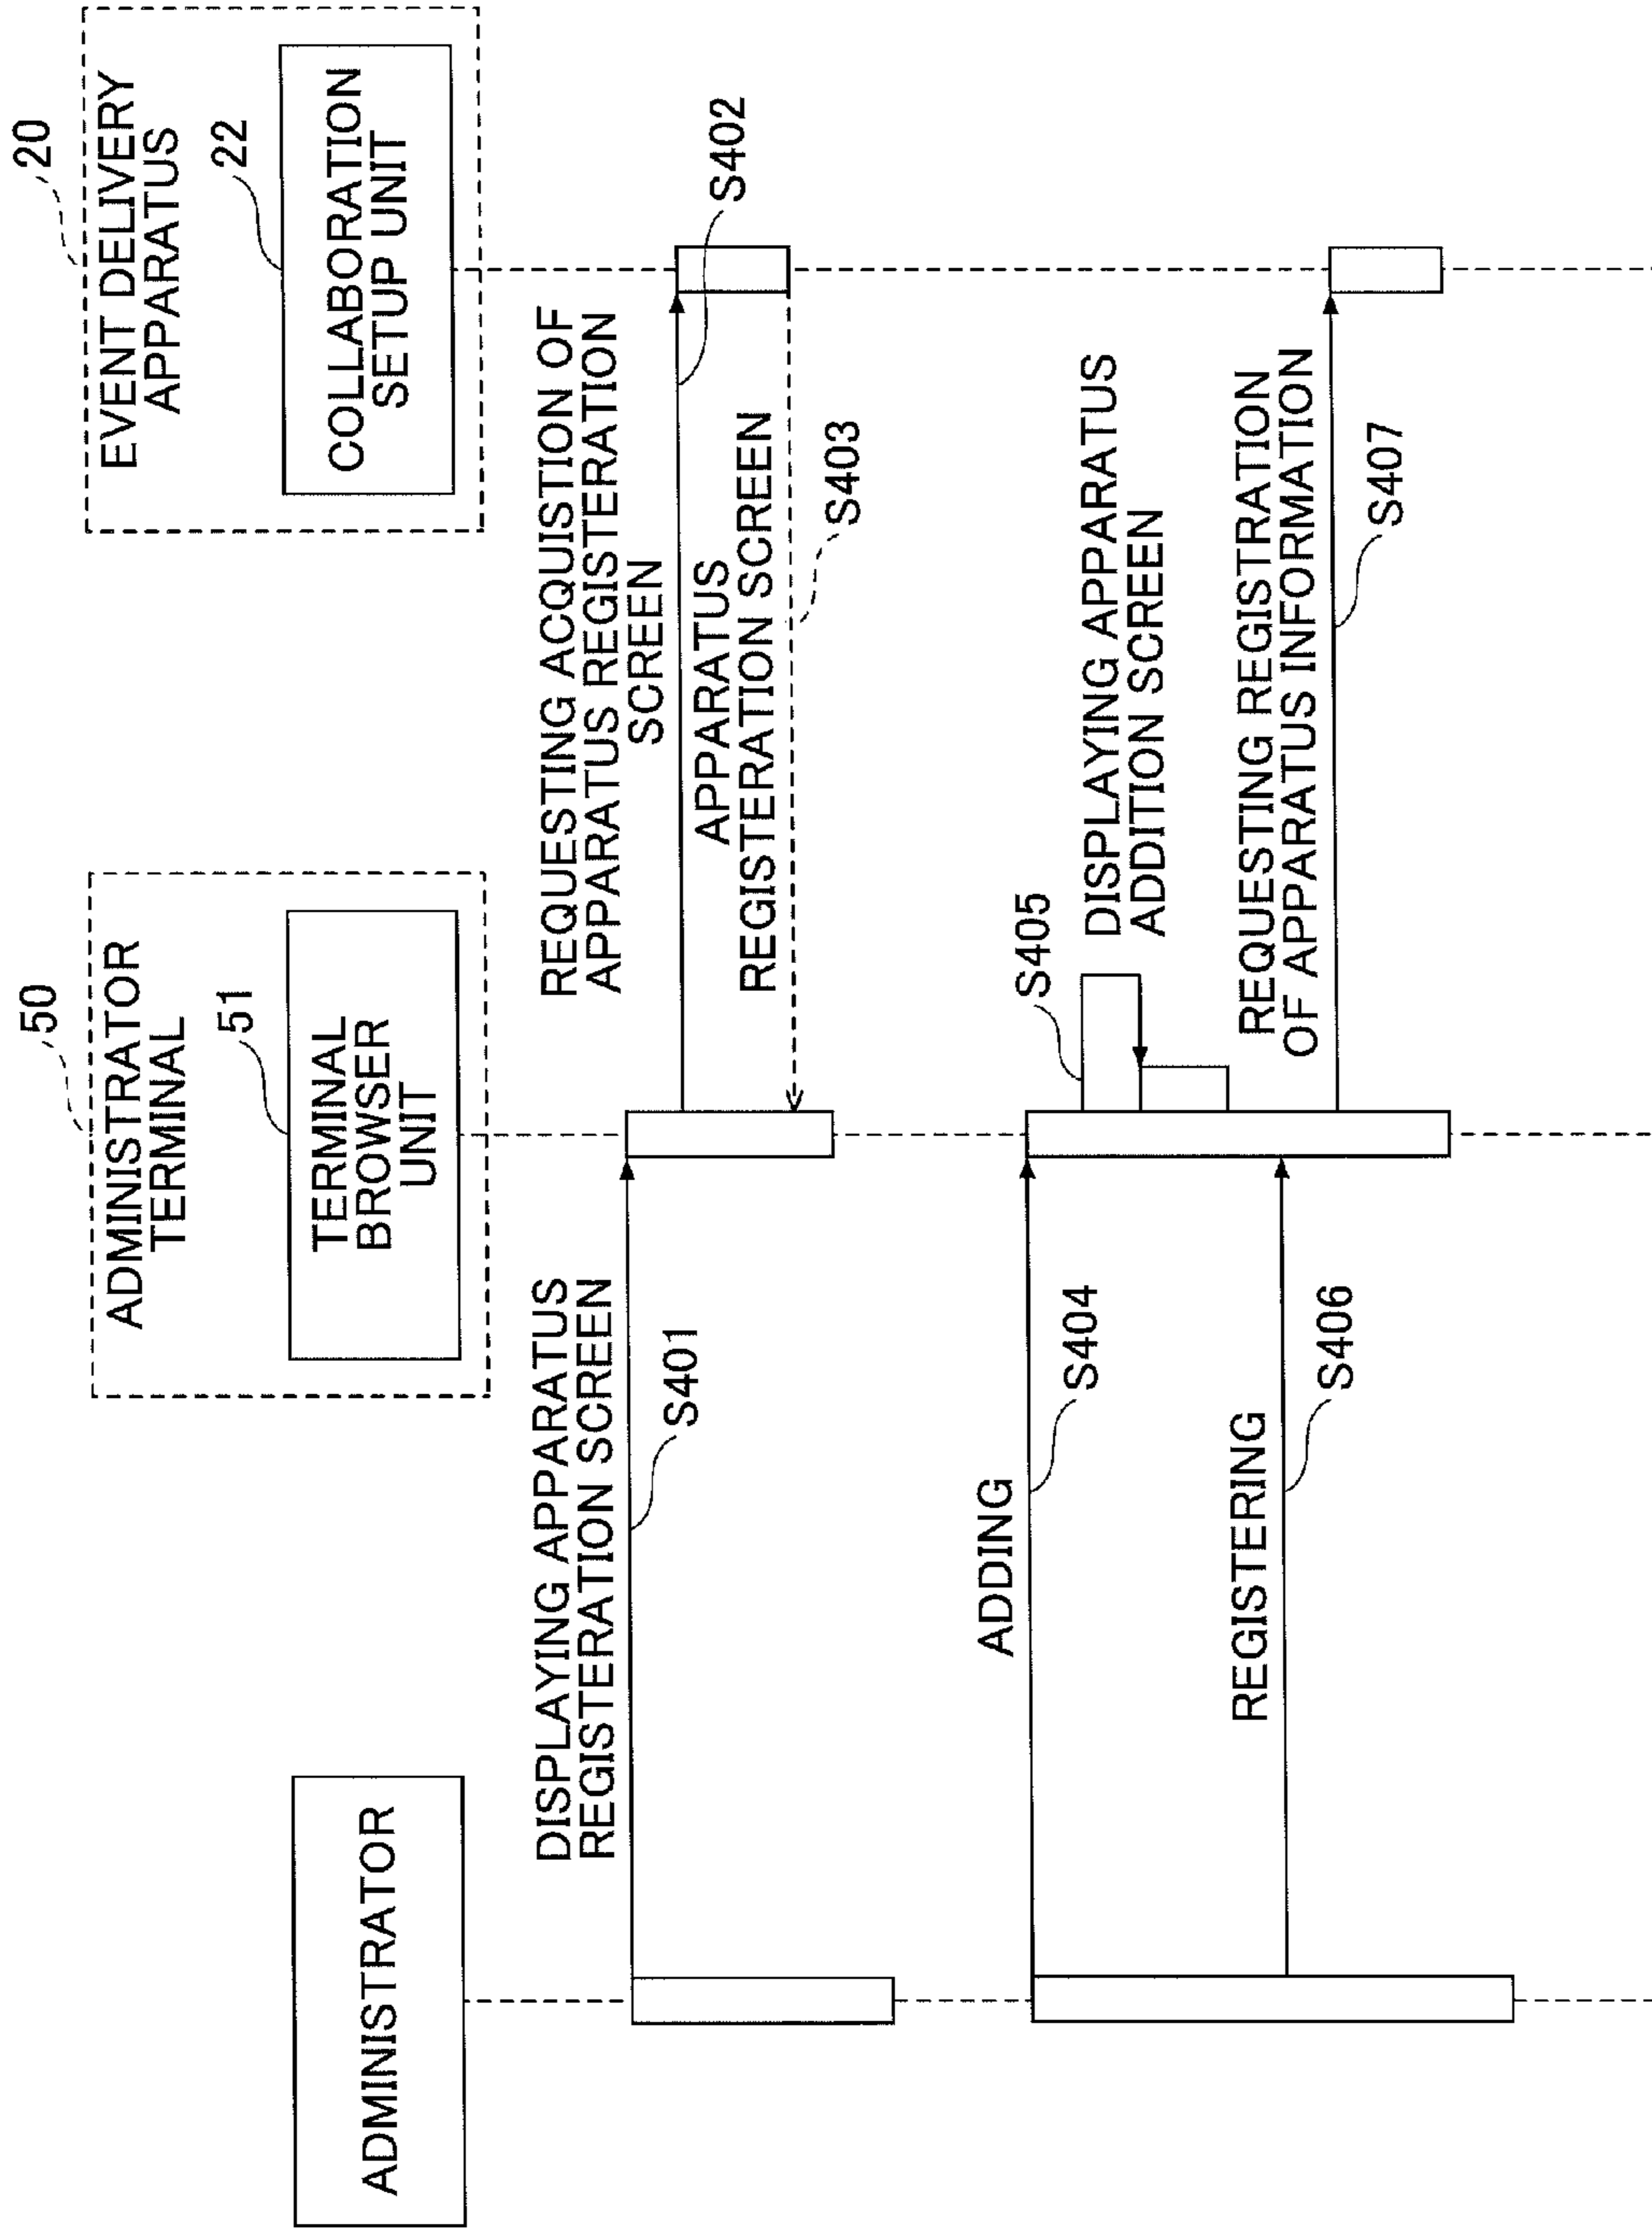 ADMINISTRATOR
50
ADMINISTRATOR
TERMINAL
51
TERMINAL
BROWSER
UNIT
20
EVENT DELIVERY
APPARATUS
22
COLLABORATION
SETUP UNIT
DISPLAYING APPARATUS
REGISTERATION SCREEN
S401
REQUESTING ACQUISTION OF
APPARATUS REGISTERATION
SCREEN
S402
APPARATUS
REGISTERATION SCREEN
S403
ADDING
S404
S405
DISPLAYING APPARATUS
ADDITION SCREEN
REGISTERING
S406
REQUESTING REGISTRATION
OF APPARATUS INFORMATION
S407